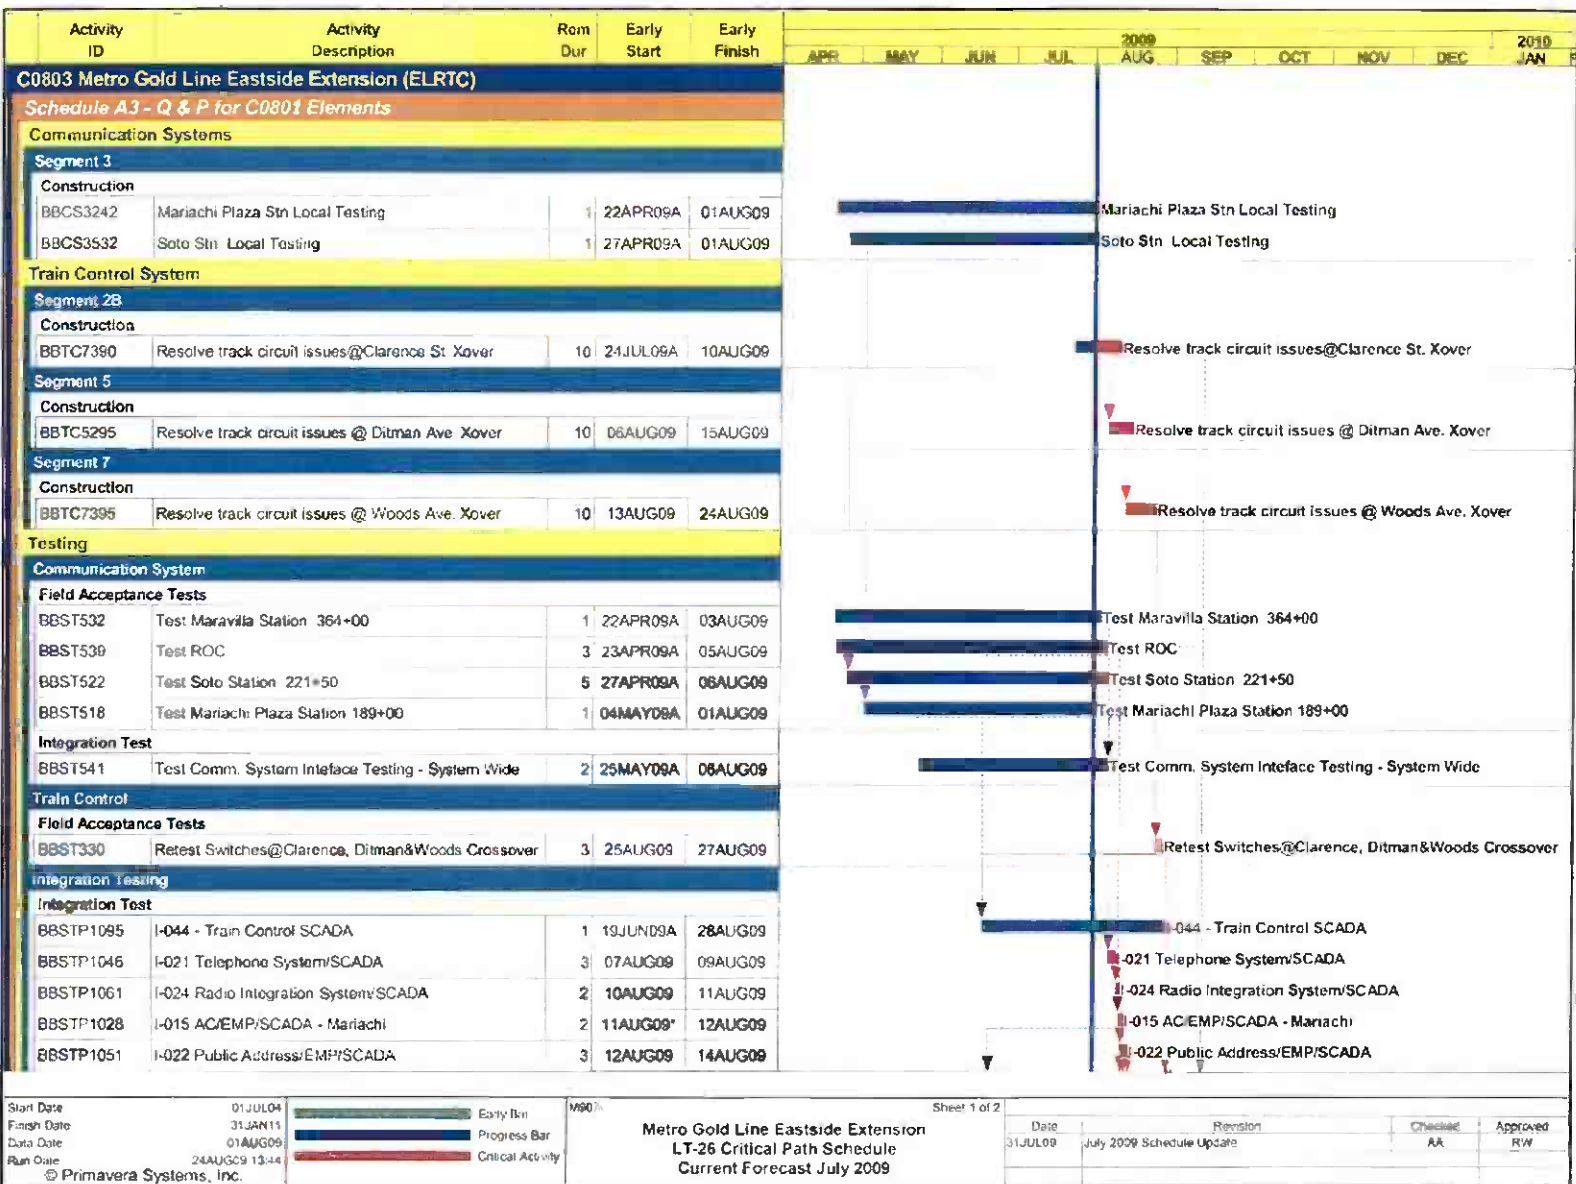 Activity ID Activity Description Rem Dur Early Start Early Finish
2009 2010
APR MAY JUN JUL AUG SEP OCT NOV DEC JAN
C0803 Metro Gold Line Eastside Extension (ELRTC)
Schedule A3 - Q & P for C0801 Elements
Communication Systems
Segment 3
Construction
BBCS3242 Mariachi Plaza Stn Local Testing 1 22APR09A 01AUG09 Mariachi Plaza Stn Local Testing
BBCS3532 Soto Stn Local Testing 1 27APR09A 01AUG09 Soto Stn Local Testing
Train Control System
Segment 2B
Construction
BBTC7390 Resolve track circuit issues@Clarence St. Xover 10 24JUL09A 10AUG09 Resolve track circuit issues@Clarence St. Xover
Segment 5
Construction
BBTC5295 Resolve track circuit issues @ Ditman Ave. Xover 10 06AUG09 15AUG09 Resolve track circuit issues @ Ditman Ave. Xover
Segment 7
Construction
BBTC7395 Resolve track circuit issues @ Woods Ave. Xover 10 13AUG09 24AUG09 Resolve track circuit issues @ Woods Ave. Xover
Testing
Communication System
Field Acceptance Tests
BBST532 Test Maravilla Station 364+00 1 22APR09A 03AUG09 Test Maravilla Station 364+00
BBST539 Test ROC 3 23APR09A 05AUG09 Test ROC
BBST522 Test Soto Station 221+50 5 27APR09A 06AUG09 Test Soto Station 221+50
BBST518 Test Mariachi Plaza Station 189+00 1 04MAY09A 01AUG09 Test Mariachi Plaza Station 189+00
Integration Test
BBST541 Test Comm. System Inteface Testing - System Wide 2 25MAY09A 06AUG09 Test Comm. System Inteface Testing - System Wide
Train Control
Field Acceptance Tests
BBST330 Retest Switches@Clarence, Ditman&Woods Crossover 3 25AUG09 27AUG09 Retest Switches@Clarence, Ditman&Woods Crossover
Integration Testing
Integration Test
BBSTP1095 I-044 - Train Control SCADA 1 19JUN09A 28AUG09 I-044 - Train Control SCADA
BBSTP1046 I-021 Telephone System/SCADA 3 07AUG09 09AUG09 I-021 Telephone System/SCADA
BBSTP1061 I-024 Radio Integration System/SCADA 2 10AUG09 11AUG09 I-024 Radio Integration System/SCADA
BBSTP1028 I-015 AC/EMP/SCADA - Mariachi 2 11AUG09* 12AUG09 I-015 AC/EMP/SCADA - Mariachi
BBSTP1051 I-022 Public Address/EMP/SCADA 3 12AUG09 14AUG09 I-022 Public Address/EMP/SCADA
Start Date 01JUL04
Finish Date 31JAN11
Data Date 01AUG09
Run Date 24AUG09 13:44
© Primavera Systems, Inc.
Early Bar
Progress Bar
Critical Activity
Sheet 1 of 2
Metro Gold Line Eastside Extension
LT-26 Critical Path Schedule
Current Forecast July 2009
Date Revision Checked Approved
31JUL09 July 2009 Schedule Update AA RW